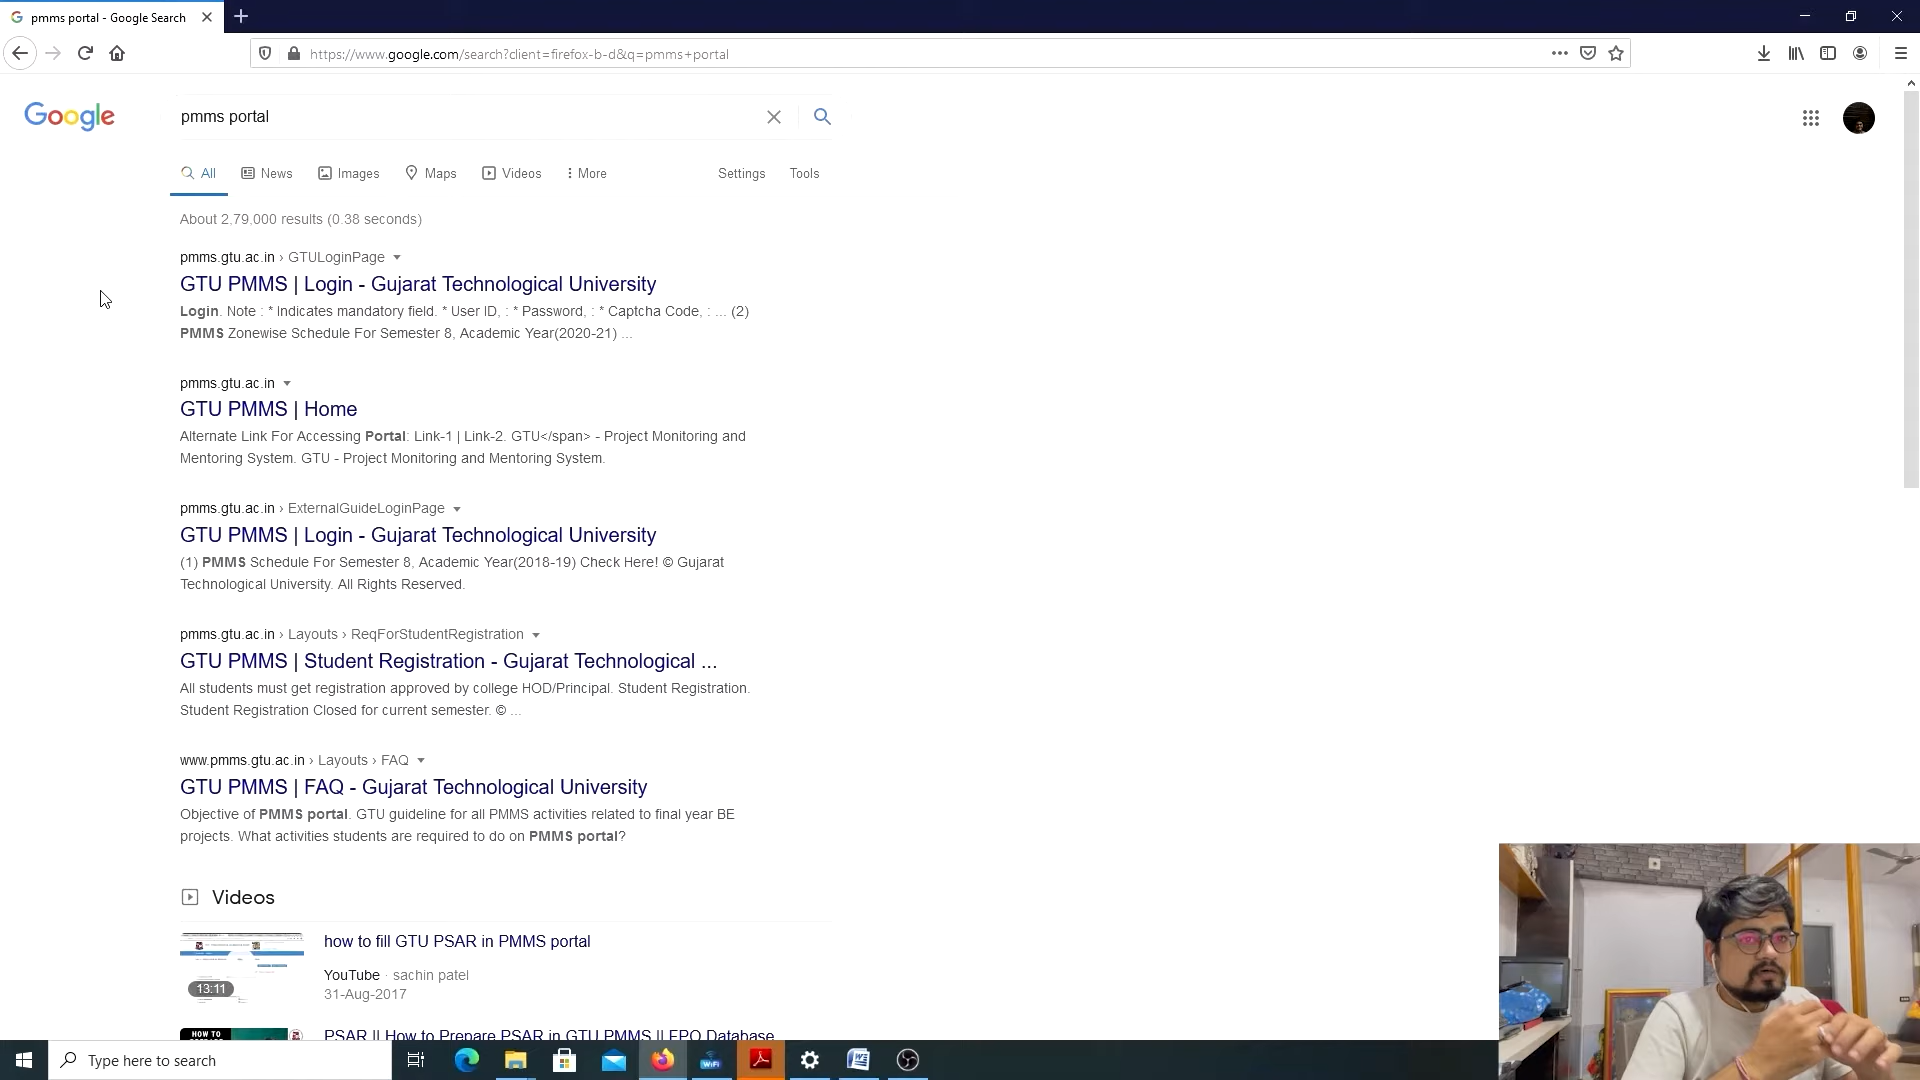 pmms portal - Google Search
https://www.google.com/search?client=firefox-b-d&q=pmms+portal
Google
pmms portal
All News Images Maps Videos More Settings Tools
About 2,79,000 results (0.38 seconds)
pmms.gtu.ac.in › GTULoginPage
GTU PMMS | Login - Gujarat Technological University
Login. Note : * Indicates mandatory field. * User ID, : * Password, : * Captcha Code, : ... (2)
PMMS Zonewise Schedule For Semester 8, Academic Year(2020-21) ...
pmms.gtu.ac.in
GTU PMMS | Home
Alternate Link For Accessing Portal: Link-1 | Link-2. GTU</span> - Project Monitoring and
Mentoring System. GTU - Project Monitoring and Mentoring System.
pmms.gtu.ac.in › ExternalGuideLoginPage
GTU PMMS | Login - Gujarat Technological University
(1) PMMS Schedule For Semester 8, Academic Year(2018-19) Check Here! © Gujarat
Technological University. All Rights Reserved.
pmms.gtu.ac.in › Layouts › ReqForStudentRegistration
GTU PMMS | Student Registration - Gujarat Technological ...
All students must get registration approved by college HOD/Principal. Student Registration.
Student Registration Closed for current semester. © ...
www.pmms.gtu.ac.in › Layouts › FAQ
GTU PMMS | FAQ - Gujarat Technological University
Objective of PMMS portal. GTU guideline for all PMMS activities related to final year BE
projects. What activities students are required to do on PMMS portal?
Videos
how to fill GTU PSAR in PMMS portal
YouTube · sachin patel
31-Aug-2017
13:11
HOW TO
PSAR || How to Prepare PSAR in GTU PMMS || FPO Database
Type here to search
WiFi